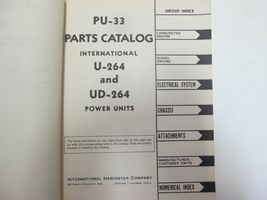 PU-33
PARTS CATALOG
INTERNATIONAL
U-264
and
UD-264
POWER UNITS
INTERNATIONAL HARVESTER COMPANY
GROUP INDEX
CARBURETED
ENGINE
DIESEL
ENGINE
ELECTRICAL SYSTEM
CHASSIS
ATTACHMENTS
MANUFACTURER-
CUSTOMER UNITS
NUMERICAL INDEX